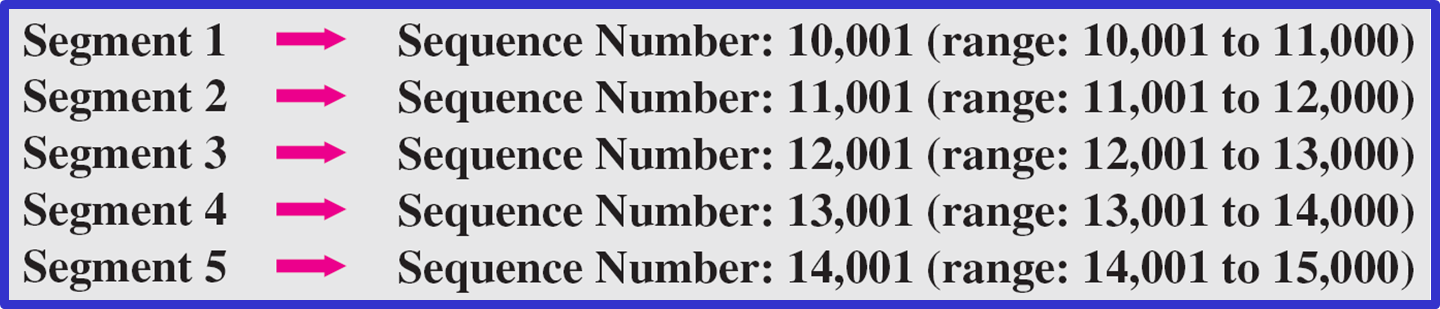 Segment 1 → Sequence Number: 10,001 (range: 10,001 to 11,000)
Segment 2 → Sequence Number: 11,001 (range: 11,001 to 12,000)
Segment 3 → Sequence Number: 12,001 (range: 12,001 to 13,000)
Segment 4 → Sequence Number: 13,001 (range: 13,001 to 14,000)
Segment 5 → Sequence Number: 14,001 (range: 14,001 to 15,000)